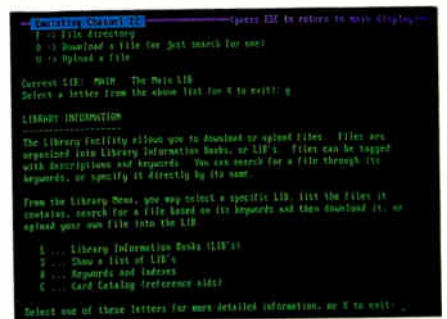 Emulating Channel 12 (press ESC to return to main display)
F => File directory
D => Download a file (or just search for one)
U => Upload a file
Current LIB: MAIN The Main LIB
Select a letter from the above list (or X to exit):
LIBRARY INFORMATION
The Library Facility allows you to download or upload files. Files are
organized into Library Information Banks, or LIB's. Files can be tagged
with descriptions and keywords. You can search for a file through its
keywords, or specify it directly by its name.
From the Library Menu, you may select a specific LIB, list the files it
contains, search for a file based on its keywords and then download it, or
upload your own file into the LIB.
L ... Library Information Banks (LIB's)
S ... Show a list of LIB's
K ... Keywords and indexes
C ... Card Catalog (reference aids)
Select one of these letters for more detailed information, or X to exit: